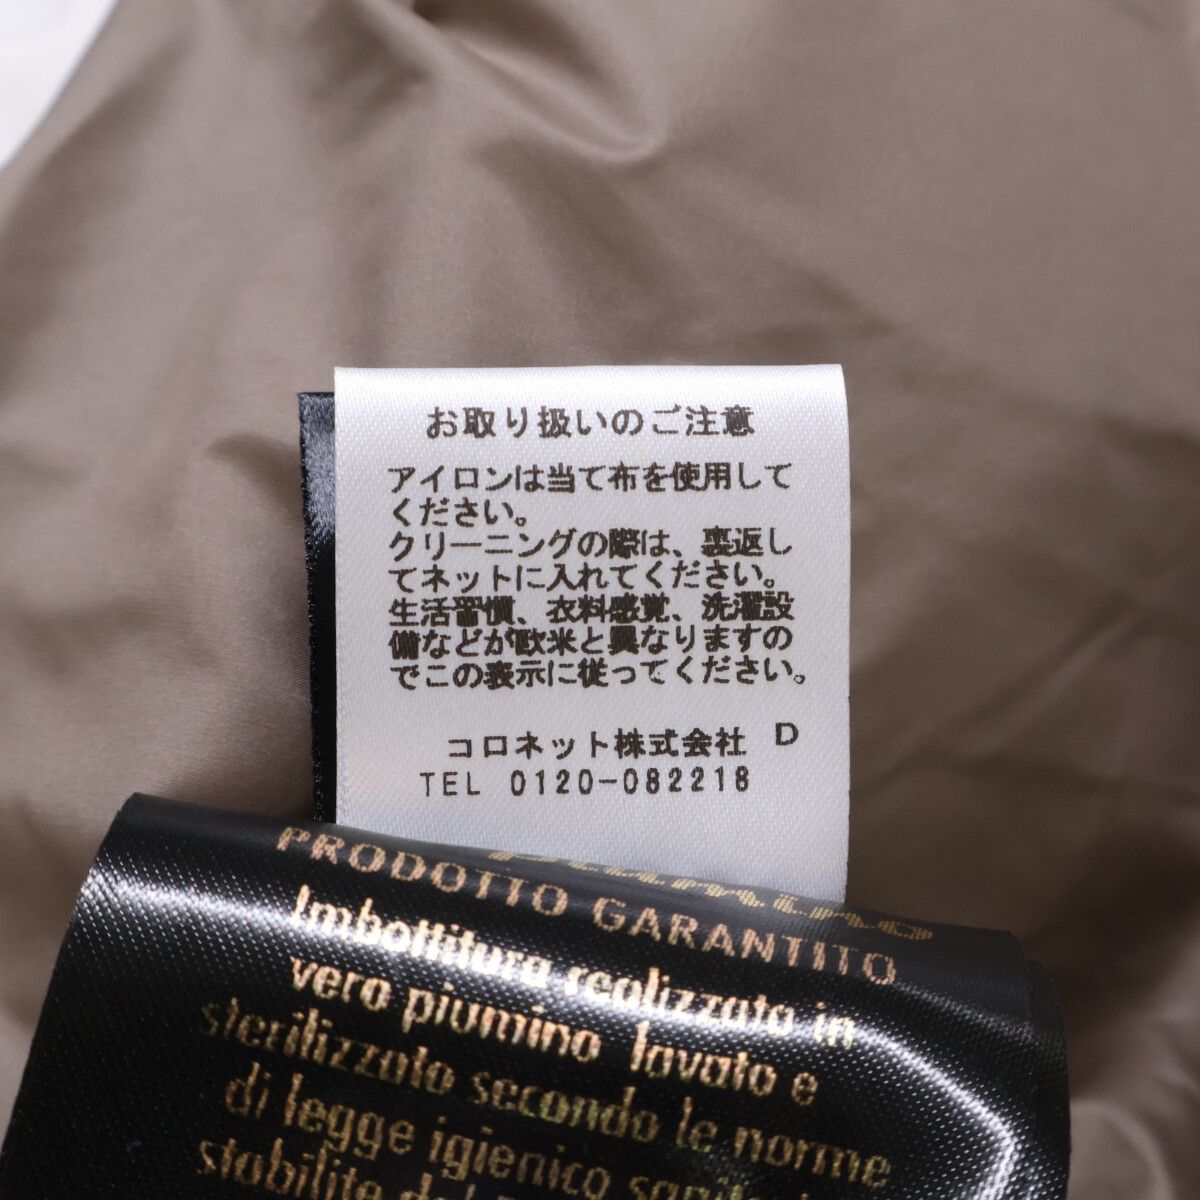 お取り扱いのご注意
アイロンは当て布を使用して
ください。
クリーニングの際は、裏返し
てネットに入れてください。
生活習慣、衣料感覚、洗濯設
備などが欧米と異なりますの
でこの表示に従ってください。
コロネット株式会社 D
TEL 0120-082218
PRODOTTO GARANTITO
Imbottitura realizzata in
vero piumino lavato e
sterilizzato secondo le norme
di legge igienico
stabilite